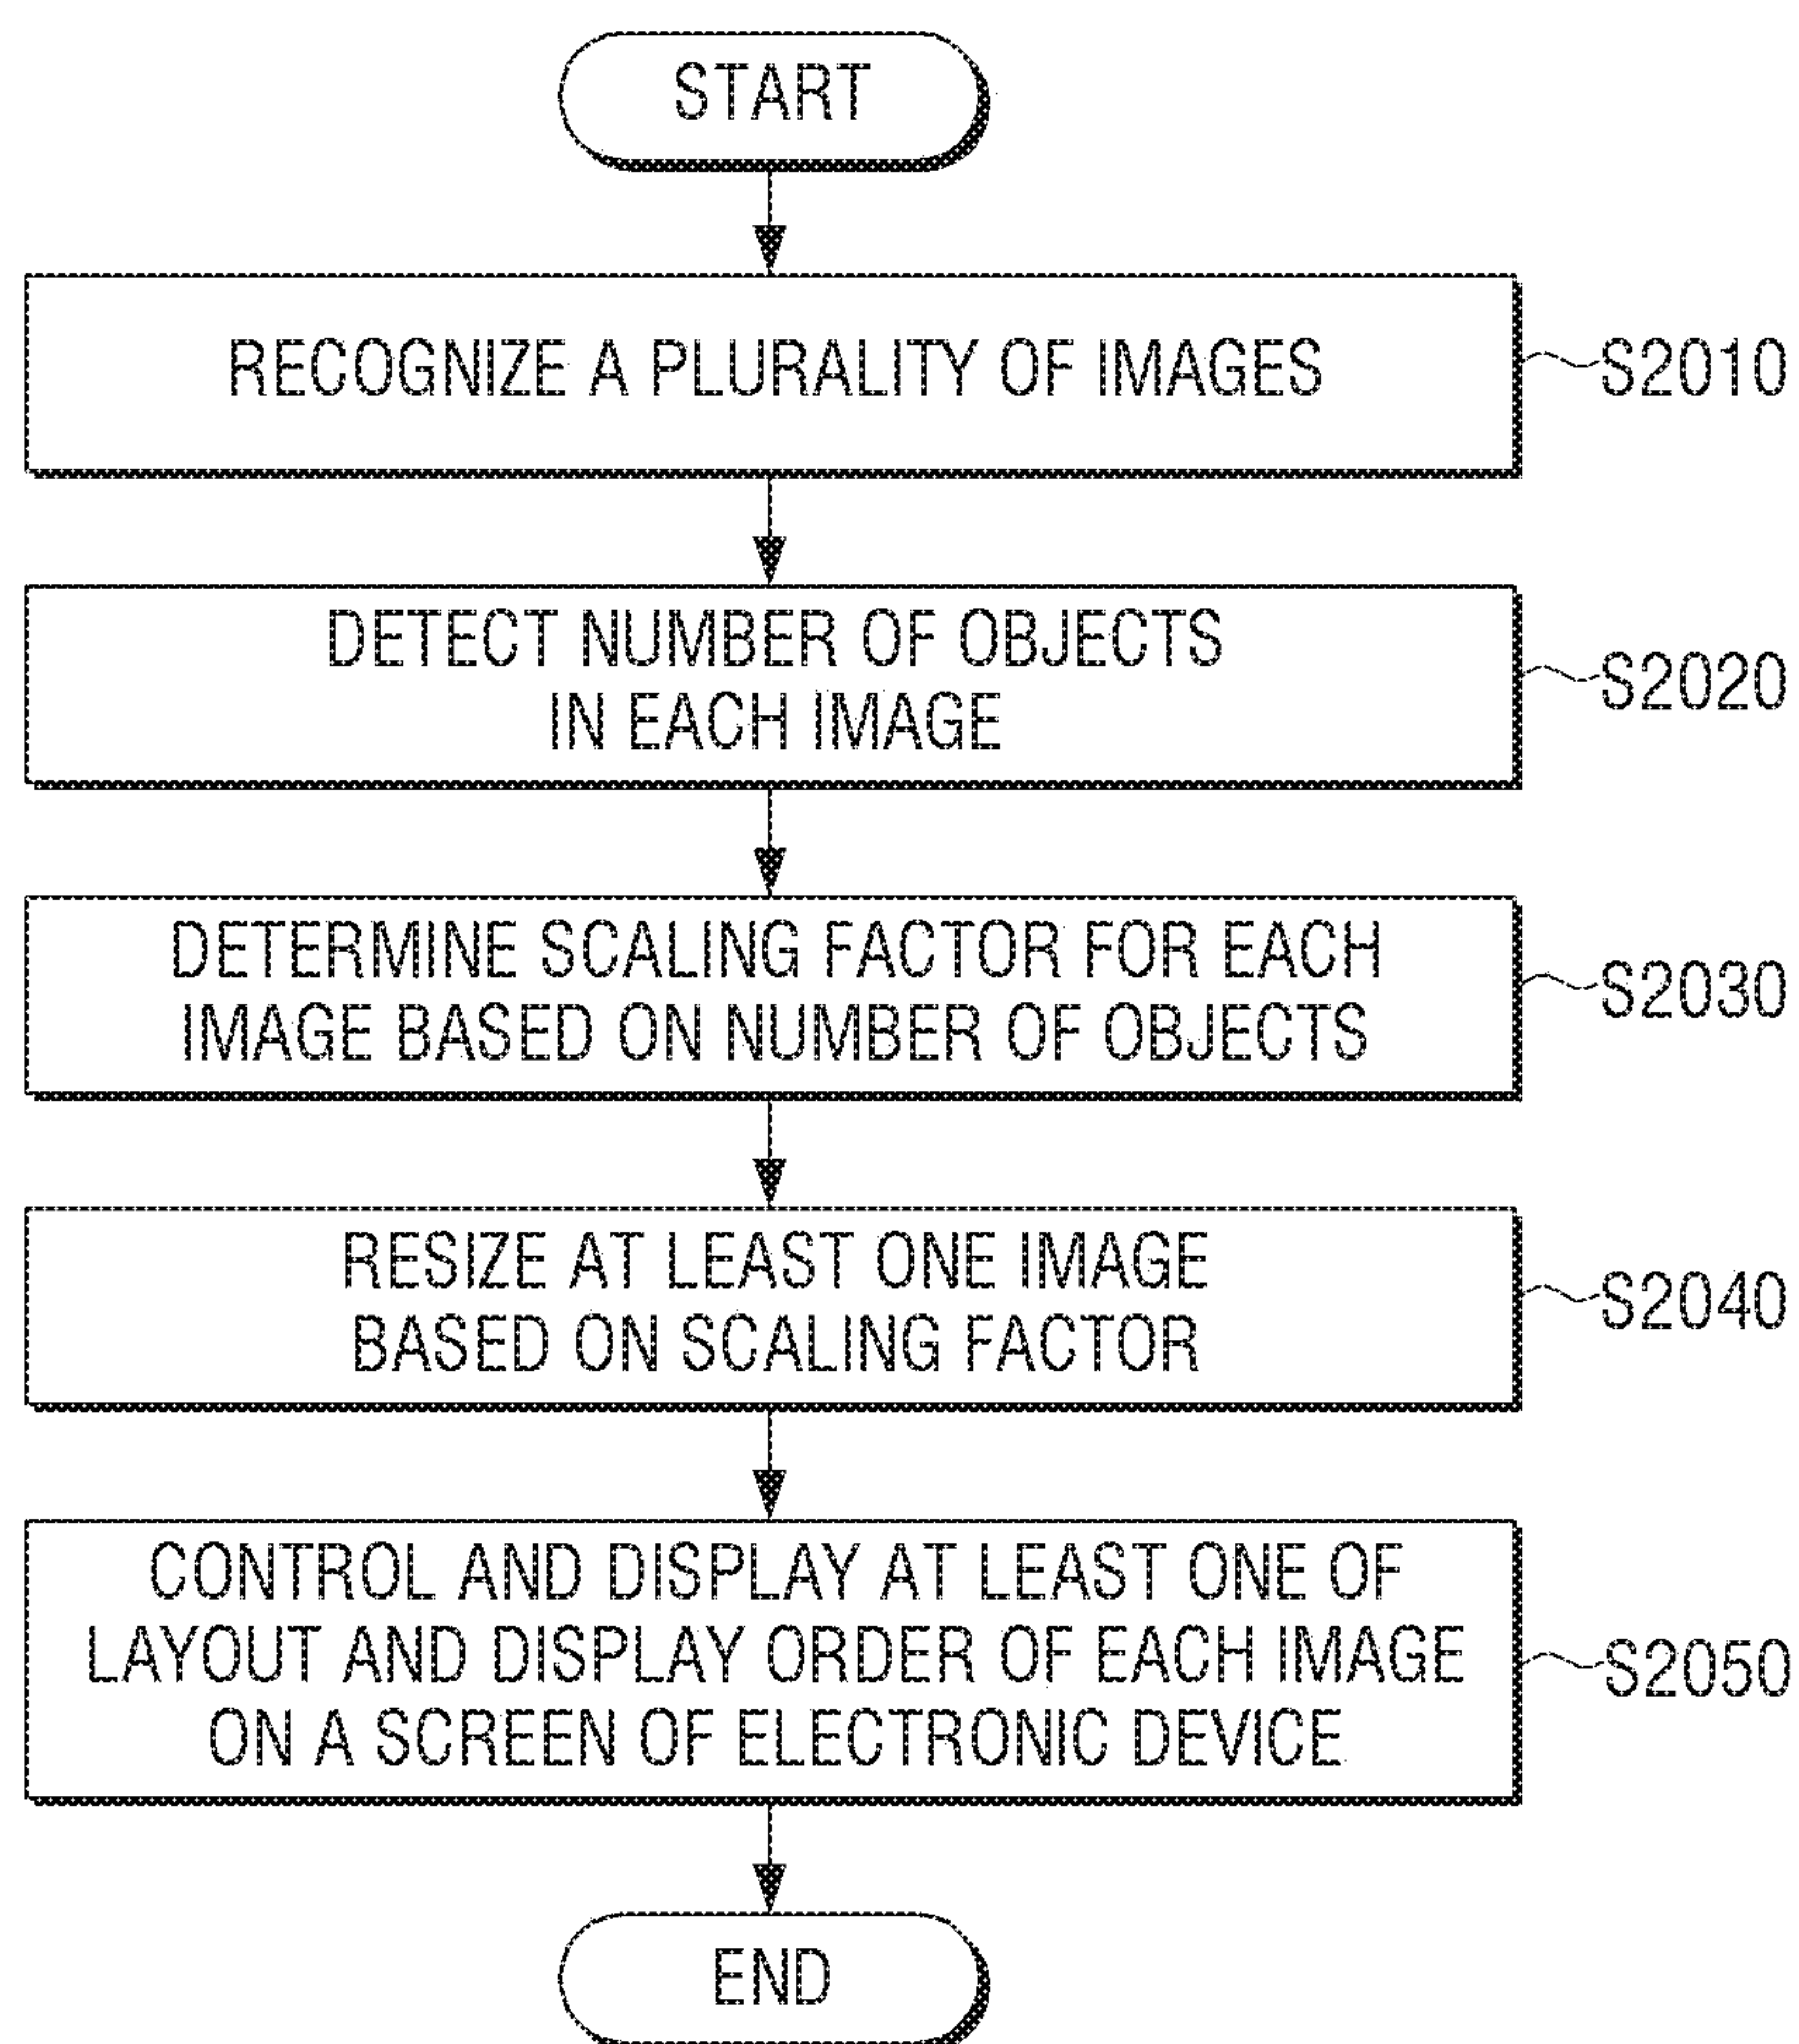 START
RECOGNIZE A PLURALITY OF IMAGES
S2010
DETECT NUMBER OF OBJECTS
IN EACH IMAGE
S2020
DETERMINE SCALING FACTOR FOR EACH
IMAGE BASED ON NUMBER OF OBJECTS
S2030
RESIZE AT LEAST ONE IMAGE
BASED ON SCALING FACTOR
S2040
CONTROL AND DISPLAY AT LEAST ONE OF
LAYOUT AND DISPLAY ORDER OF EACH IMAGE
ON A SCREEN OF ELECTRONIC DEVICE
S2050
END